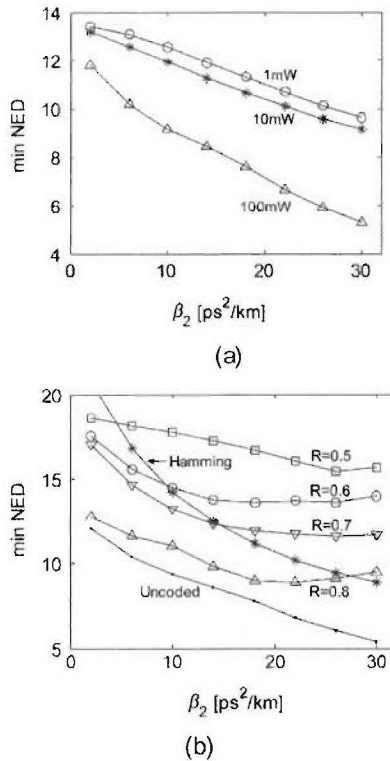 14
12
10
8
6
4
min NED
1mW
10mW
100mW
0 10 20 30
β₂ [ps²/km]
(a)
20
15
10
5
min NED
Hamming
R=0.5
R=0.6
R=0.7
R=0.8
Uncoded
0 10 20 30
β₂ [ps²/km]
(b)